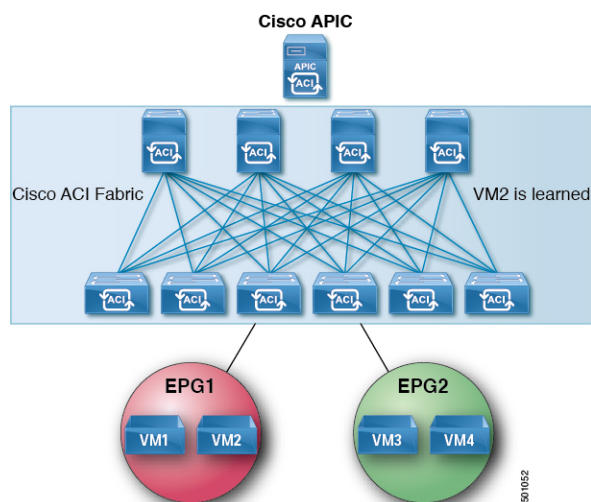 Cisco APIC
APIC
ACI
ACI
ACI
ACI
ACI
Cisco ACI Fabric
VM2 is learned
ACI
ACI
ACI
ACI
ACI
ACI
EPG1
EPG2
VM1
VM2
VM3
VM4
501052